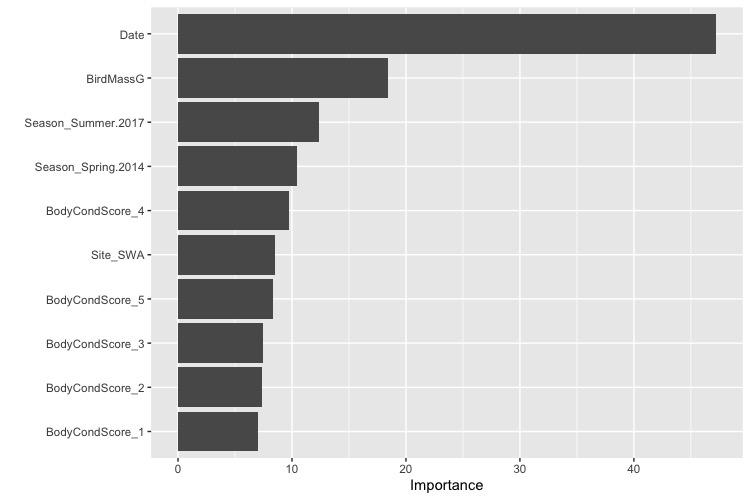 Date
BirdMassG
Season_Summer.2017
Season_Spring.2014
BodyCondScore_4
Site_SWA
BodyCondScore_5
BodyCondScore_3
BodyCondScore_2
BodyCondScore_1
0 10 20 30 40
Importance